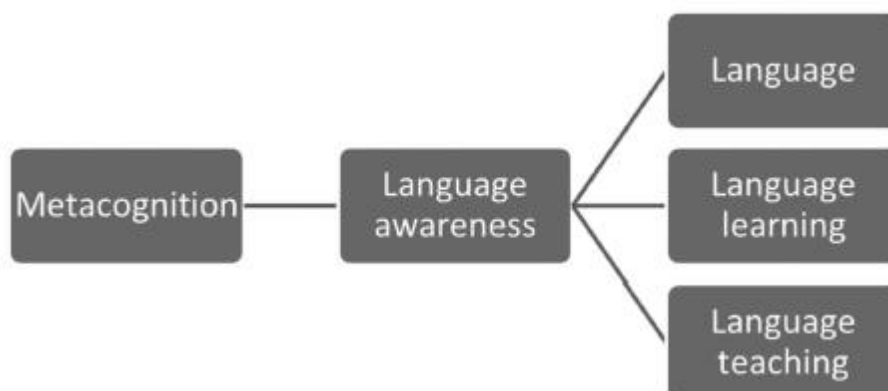 Metacognition
Language
awareness
Language
Language
learning
Language
teaching